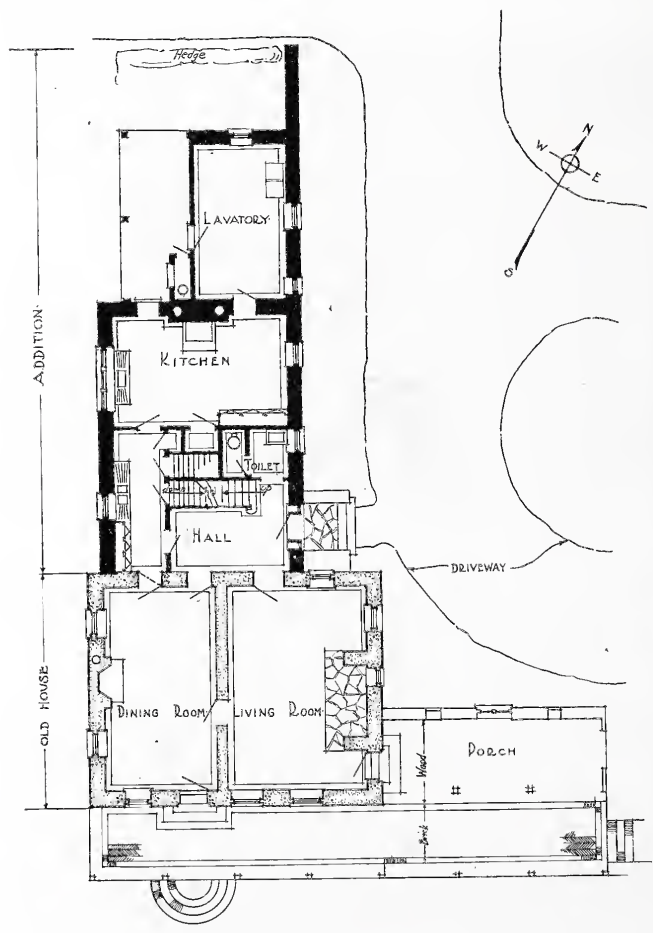 Hedge
N
W
E
S
LAVATORY
ADDITION
KITCHEN
TOILET
HALL
DRIVEWAY
OLD HOUSE
DINING ROOM
LIVING ROOM
PORCH
Wood
Brick